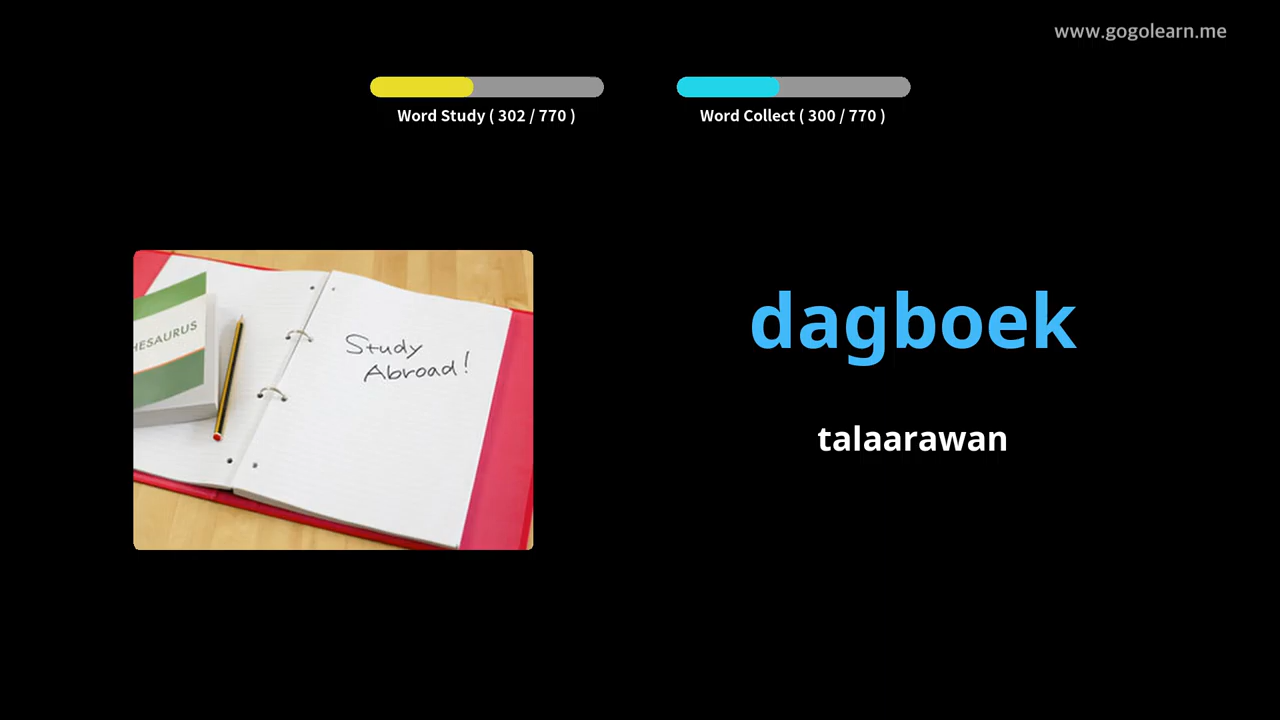 www.gogolearn.me
Word Study ( 302 / 770 )
Word Collect ( 300 / 770 )
HESAURUS
Study
Abroad!
dagboek
talaarawan